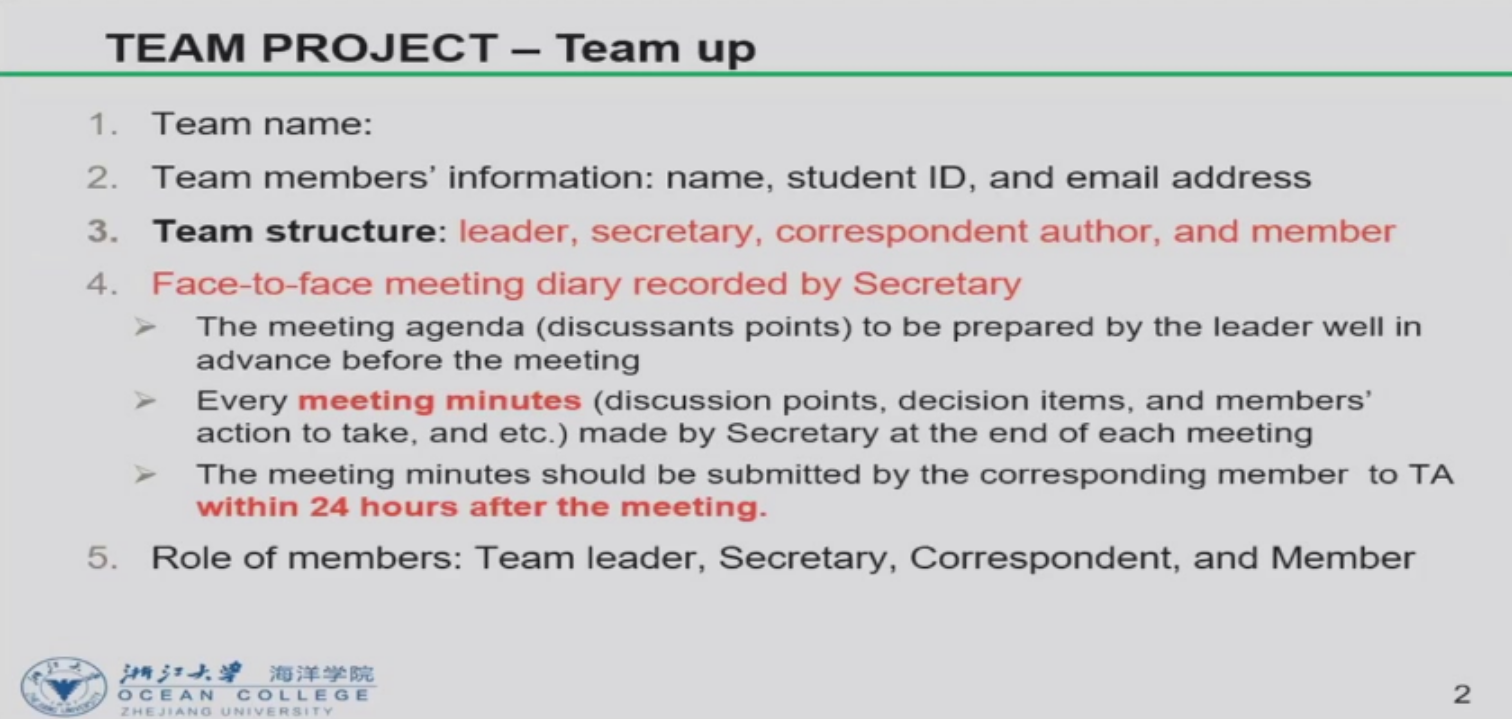 TEAM PROJECT – Team up
1. Team name:
2. Team members’ information: name, student ID, and email address
3. Team structure: leader, secretary, correspondent author, and member
4. Face-to-face meeting diary recorded by Secretary
➢ The meeting agenda (discussants points) to be prepared by the leader well in
advance before the meeting
➢ Every meeting minutes (discussion points, decision items, and members’
action to take, and etc.) made by Secretary at the end of each meeting
➢ The meeting minutes should be submitted by the corresponding member to TA
within 24 hours after the meeting.
5. Role of members: Team leader, Secretary, Correspondent, and Member
浙江大学 海洋学院
OCEAN COLLEGE
ZHEJIANG UNIVERSITY
2